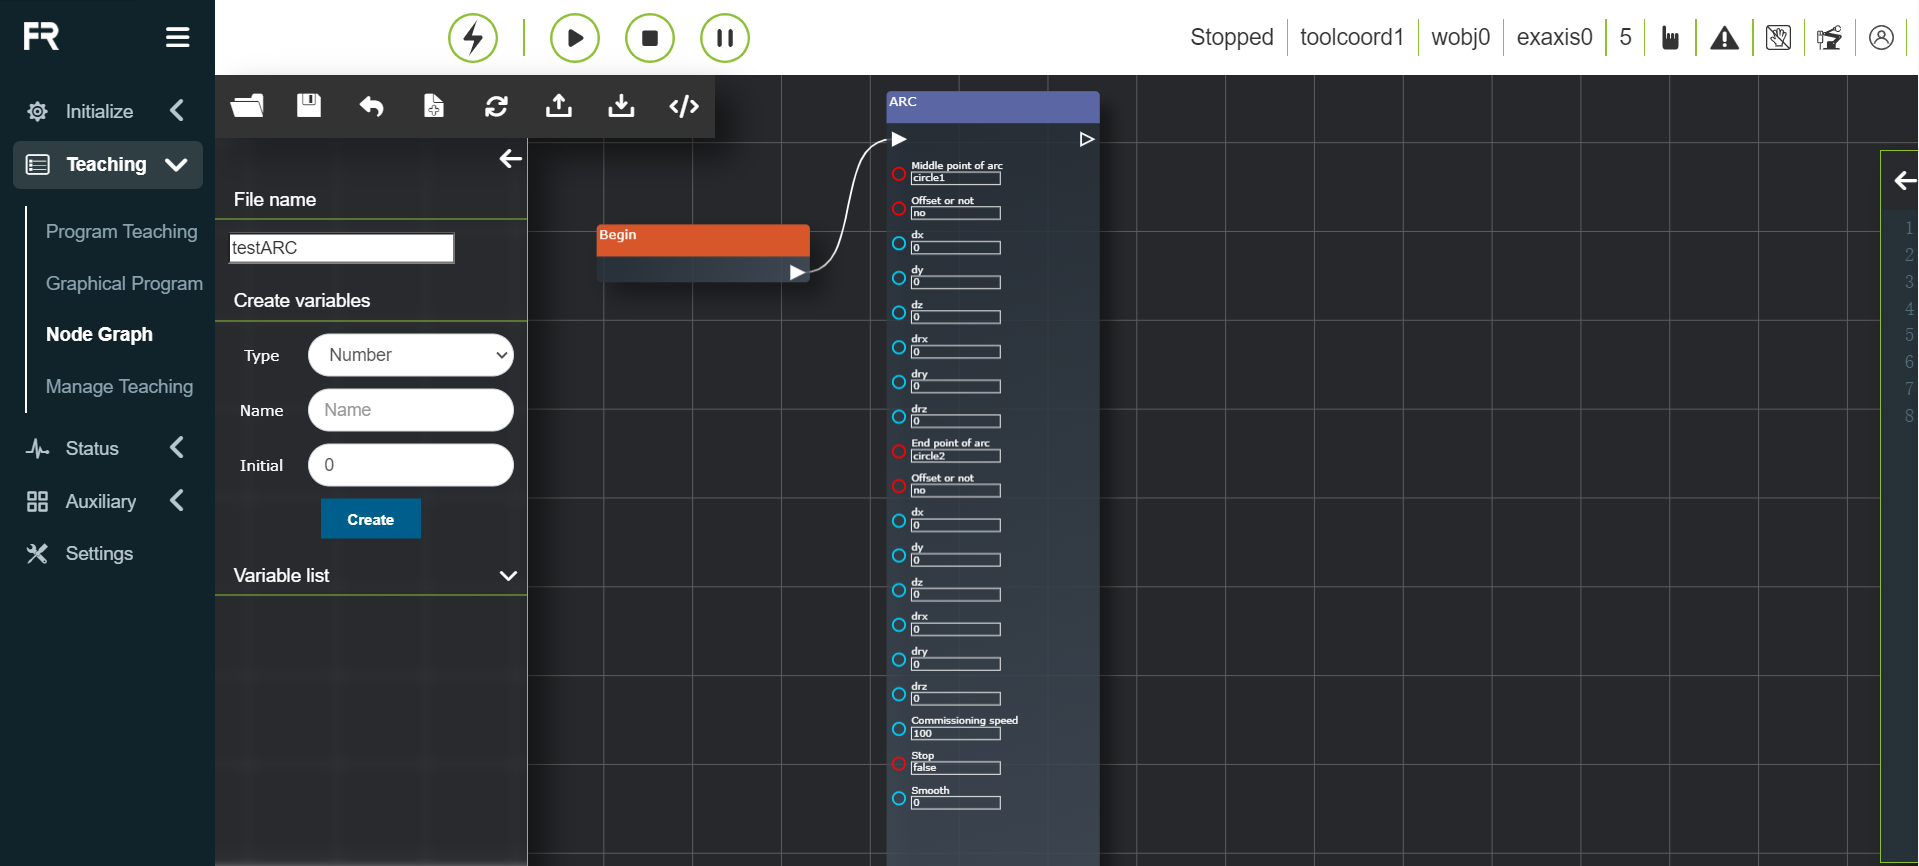 FR
Stopped
toolcoord1
wobj0
exaxis0
5
Initialize
Teaching
Program Teaching
Graphical Program
Node Graph
Manage Teaching
Status
Auxiliary
Settings
File name
testARC
Create variables
Type
Number
Name
Name
Initial
0
Create
Variable list
Begin
ARC
Middle point of arc
circle1
Offset or not
no
dx
0
dy
0
dz
0
drx
0
dry
0
drz
0
End point of arc
circle2
Offset or not
no
dx
0
dy
0
dz
0
drx
0
dry
0
drz
0
Commissioning speed
100
Stop
false
Smooth
0
1
2
3
4
5
6
7
8